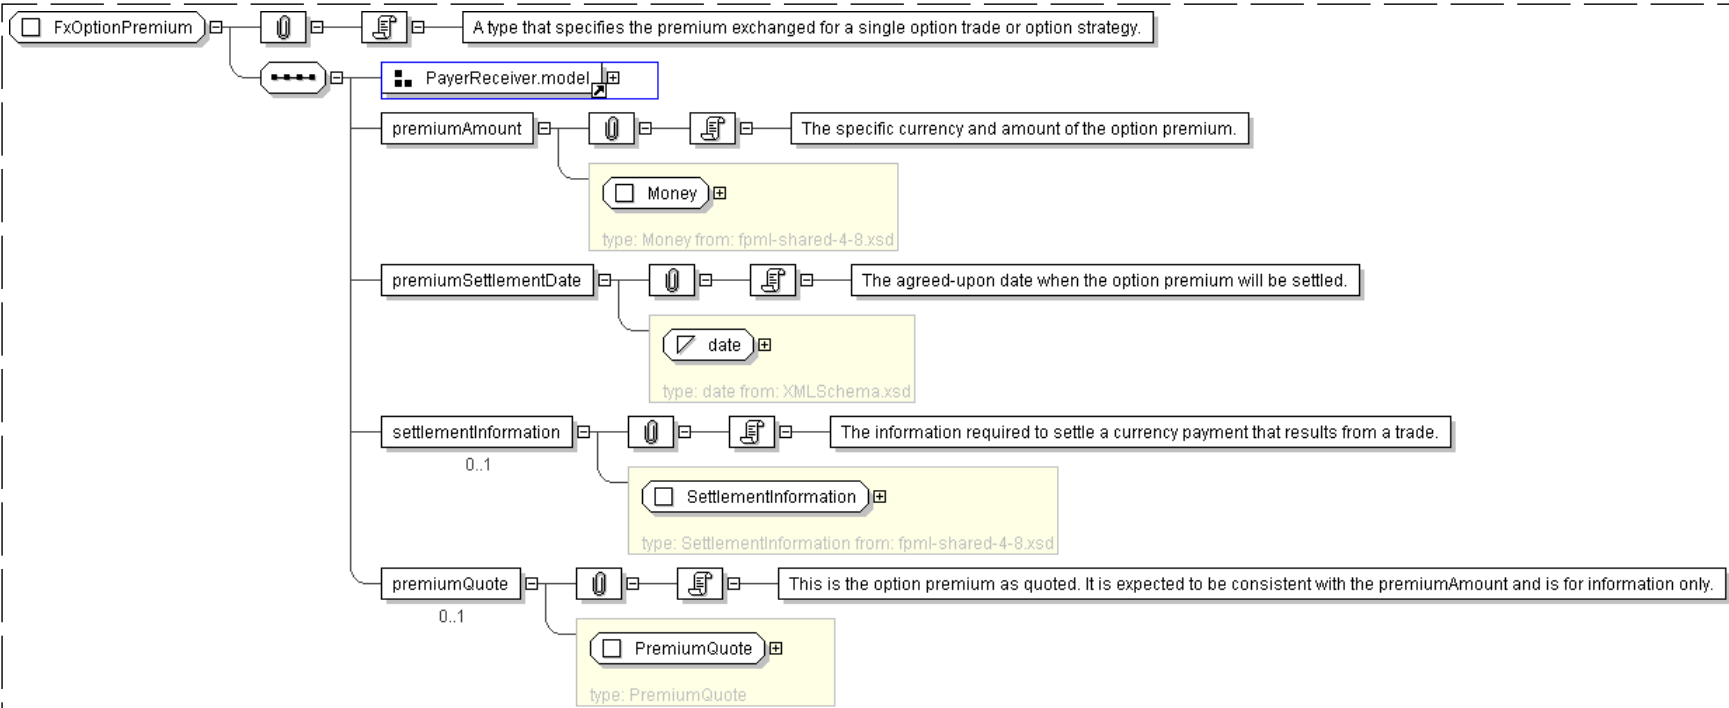 FxOptionPremium
A type that specifies the premium exchanged for a single option trade or option strategy.
PayerReceiver.model
premiumAmount
The specific currency and amount of the option premium.
Money
type: Money from: fpml-shared-4-8.xsd
premiumSettlementDate
The agreed-upon date when the option premium will be settled.
date
type: date from: XMLSchema.xsd
settlementInformation
The information required to settle a currency payment that results from a trade.
0..1
SettlementInformation
type: SettlementInformation from: fpml-shared-4-8.xsd
premiumQuote
This is the option premium as quoted. It is expected to be consistent with the premiumAmount and is for information only.
0..1
PremiumQuote
type: PremiumQuote